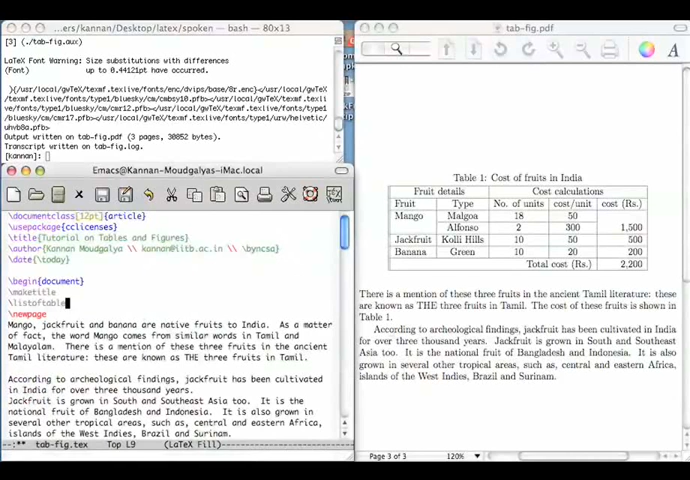 ...ers/kannan/Desktop/latex/spoken — bash — 80x13
[3] (./tab-fig.aux)
LaTeX Font Warning: Size substitutions with differences
(Font) up to 0.44121pt have occurred.
){/usr/local/gwTeX/texmf.texlive/fonts/enc/dvips/base/8r.enc}</usr/local/gwTeX
/texmf.texlive/fonts/type1/bluesky/cm/cmbsy10.pfb></usr/local/gwTeX/texmf.texli
ve/fonts/type1/bluesky/cm/cmr12.pfb></usr/local/gwTeX/texmf.texlive/fonts/type1
/bluesky/cm/cmr17.pfb></usr/local/gwTeX/texmf.texlive/fonts/type1/urw/helvetic/
uhvb8a.pfb>
Output written on tab-fig.pdf (3 pages, 38852 bytes).
Transcript written on tab-fig.log.
[kannan]:
Emacs@Kannan-Moudgalyas-iMac.local
\documentclass[12pt]{article}
\usepackage{cclicenses}
\title{Tutorial on Tables and Figures}
\author{Kannan Moudgalya \\ kannan@iitb.ac.in \\ \byncsa}
\date{\today}
\begin{document}
\maketitle
\listoftable
\newpage
Mango, jackfruit and banana are native fruits to India. As a matter
of fact, the word Mango comes from similar words in Tamil and
Malayalam. There is a mention of these three fruits in the ancient
Tamil literature: these are known as THE three fruits in Tamil.
According to archeological findings, jackfruit has been cultivated
in India for over three thousand years.
Jackfruit is grown in South and Southeast Asia too. It is the
national fruit of Bangladesh and Indonesia. It is also grown in
several other tropical areas, such as, central and eastern Africa,
islands of the West Indies, Brazil and Surinam.
-:** tab-fig.tex Top L9 (LaTeX Fill)
tab-fig.pdf
Table 1: Cost of fruits in India
Fruit details Cost calculations
Fruit Type No. of units cost/unit cost (Rs.)
Mango Malgoa 18 50
Alfonso 2 300 1,500
Jackfruit Kolli Hills 10 50 500
Banana Green 10 20 200
Total cost (Rs.) 2,200
There is a mention of these three fruits in the ancient Tamil literature: these
are known as THE three fruits in Tamil. The cost of these fruits is shown in
Table 1.
According to archeological findings, jackfruit has been cultivated in India
for over three thousand years. Jackfruit is grown in South and Southeast
Asia too. It is the national fruit of Bangladesh and Indonesia. It is also
grown in several other tropical areas, such as, central and eastern Africa,
islands of the West Indies, Brazil and Surinam.
Page 3 of 3 120%